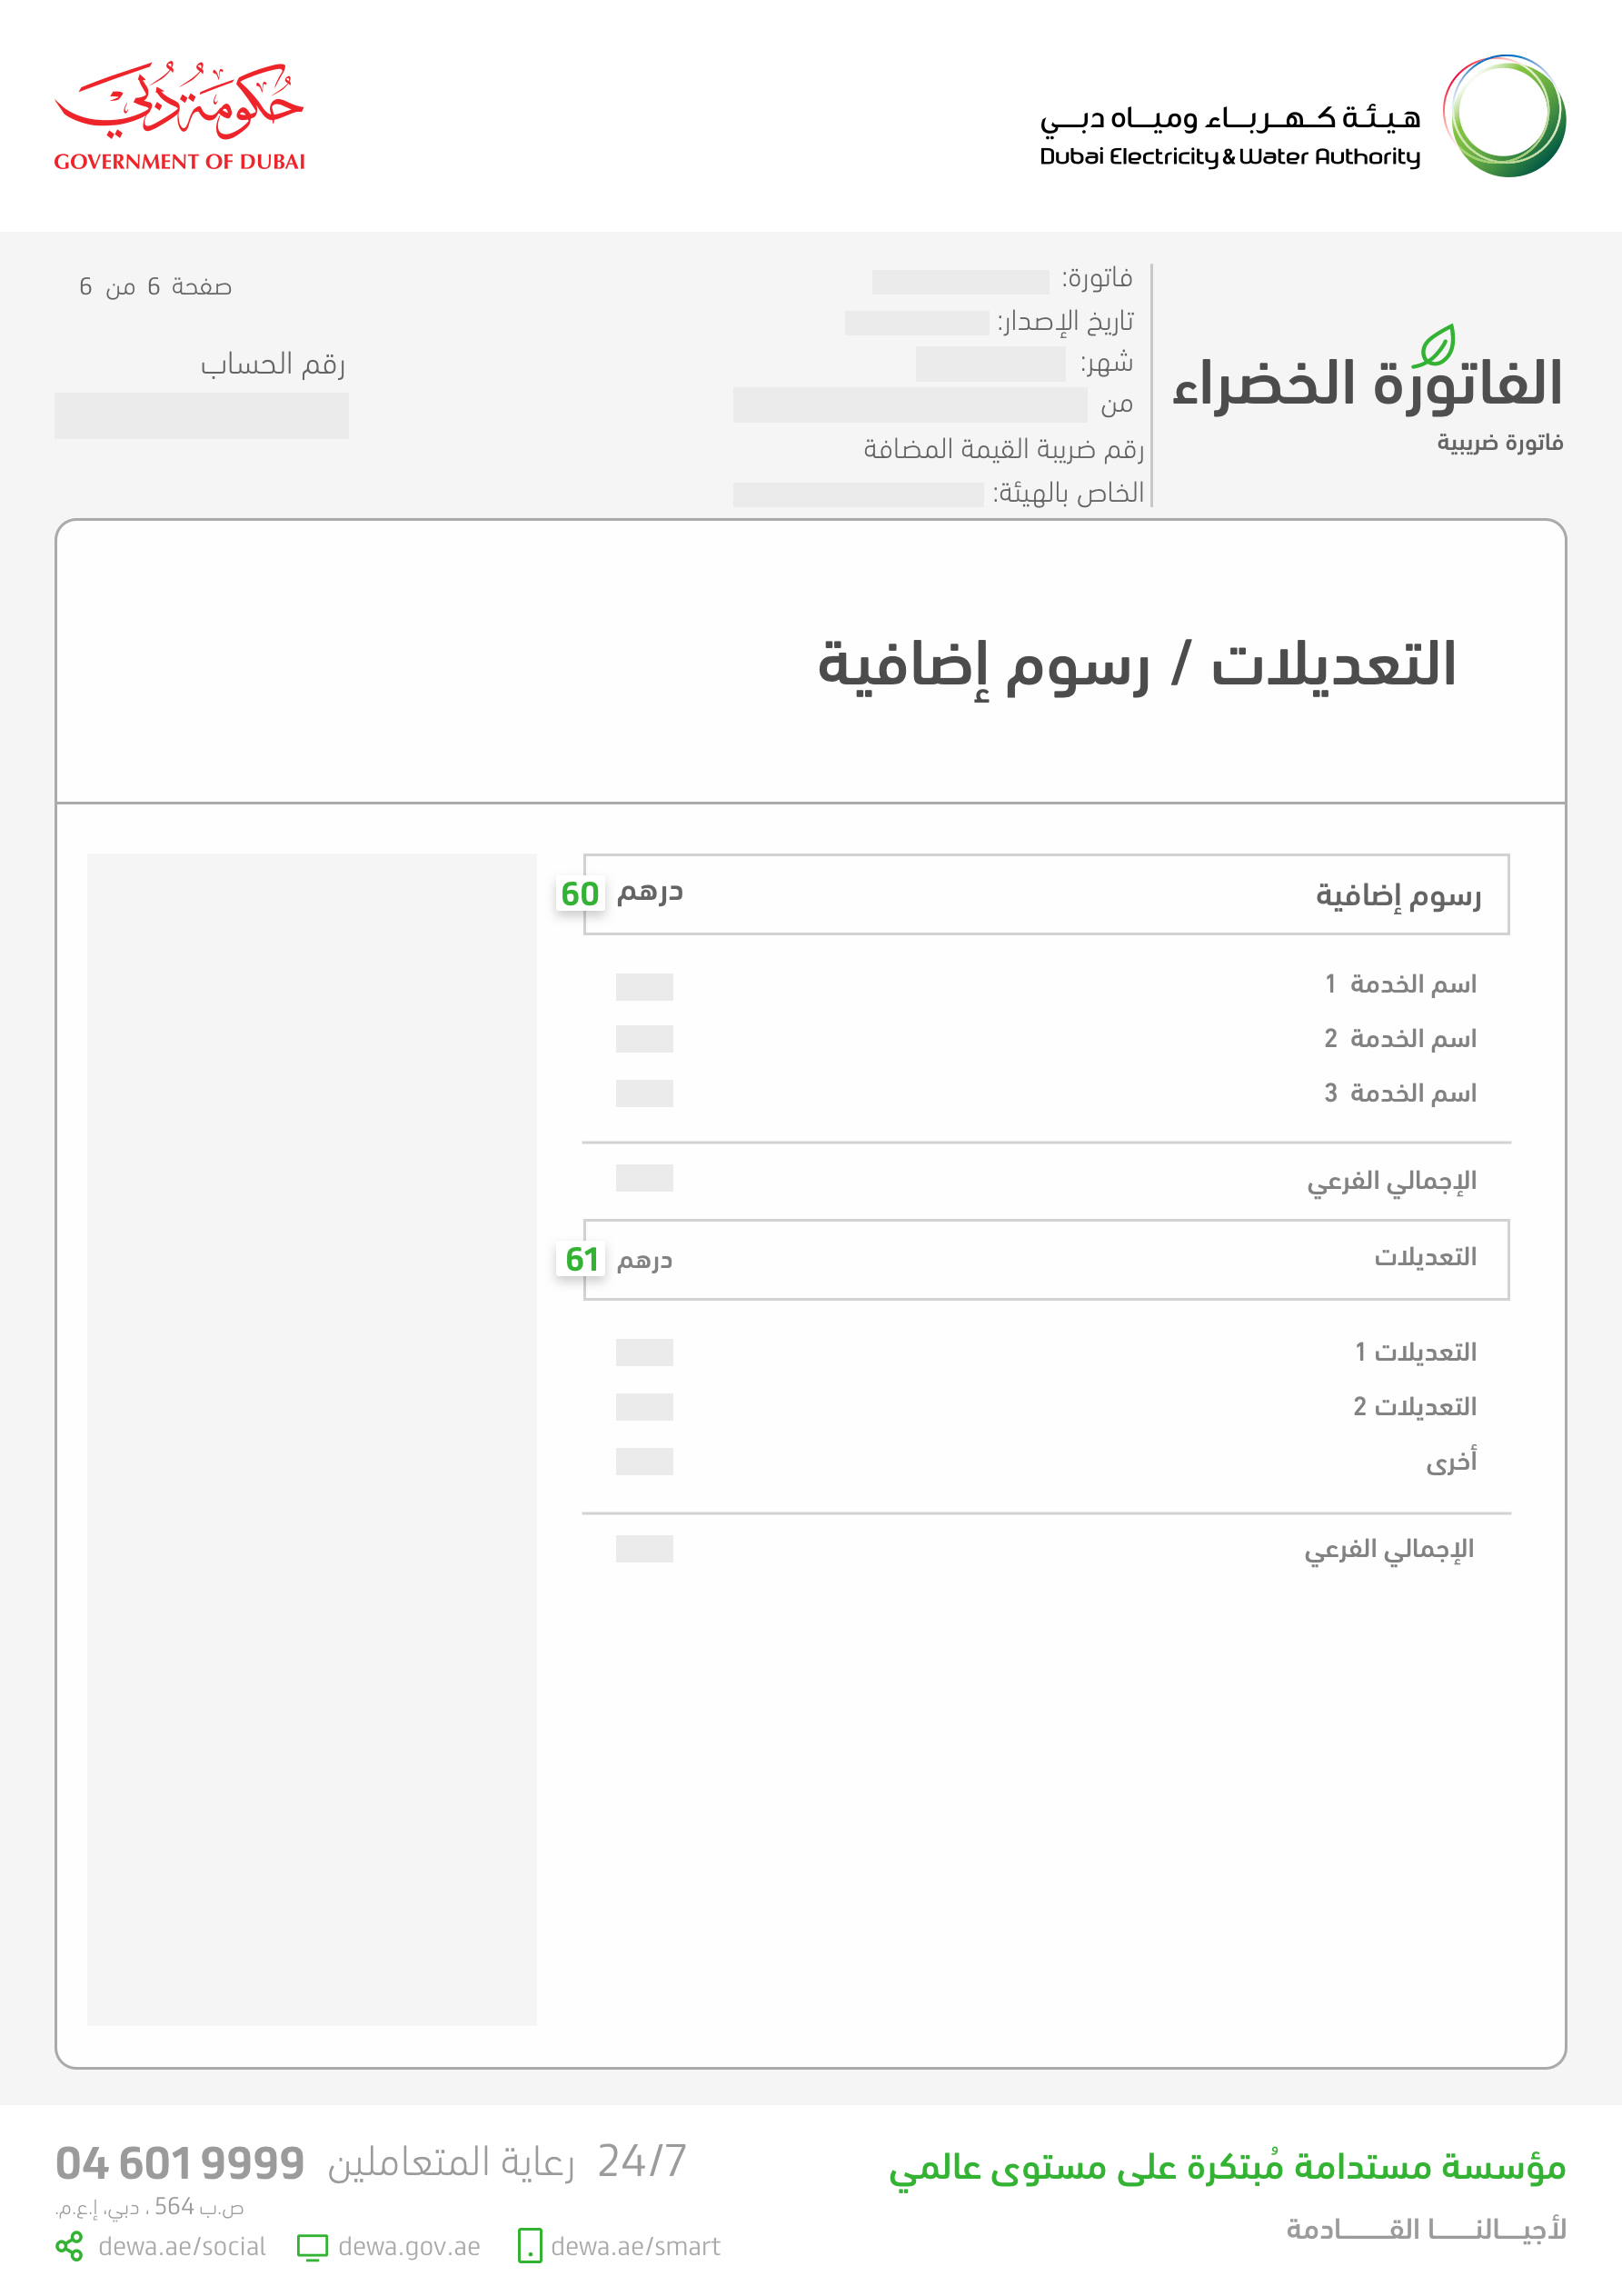 حكومة دبي
GOVERNMENT OF DUBAI
هيئة كهرباء ومياه دبي
Dubai Electricity & Water Authority
الفاتورة الخضراء
فاتورة ضريبية
فاتورة:
تاريخ الإصدار:
شهر:
من
رقم ضريبة القيمة المضافة
الخاص بالهيئة:
صفحة 6 من 6
رقم الحساب
التعديلات / رسوم إضافية
رسوم إضافية درهم 60
اسم الخدمة 1
اسم الخدمة 2
اسم الخدمة 3
الإجمالي الفرعي
التعديلات درهم 61
التعديلات 1
التعديلات 2
أخرى
الإجمالي الفرعي
مؤسسة مستدامة مُبتكرة على مستوى عالمي
لأجيـالنـا القـادمة
24/7 رعاية المتعاملين 04 601 9999
ص.ب 564 ، دبي، إ.ع.م.
dewa.ae/social dewa.gov.ae dewa.ae/smart